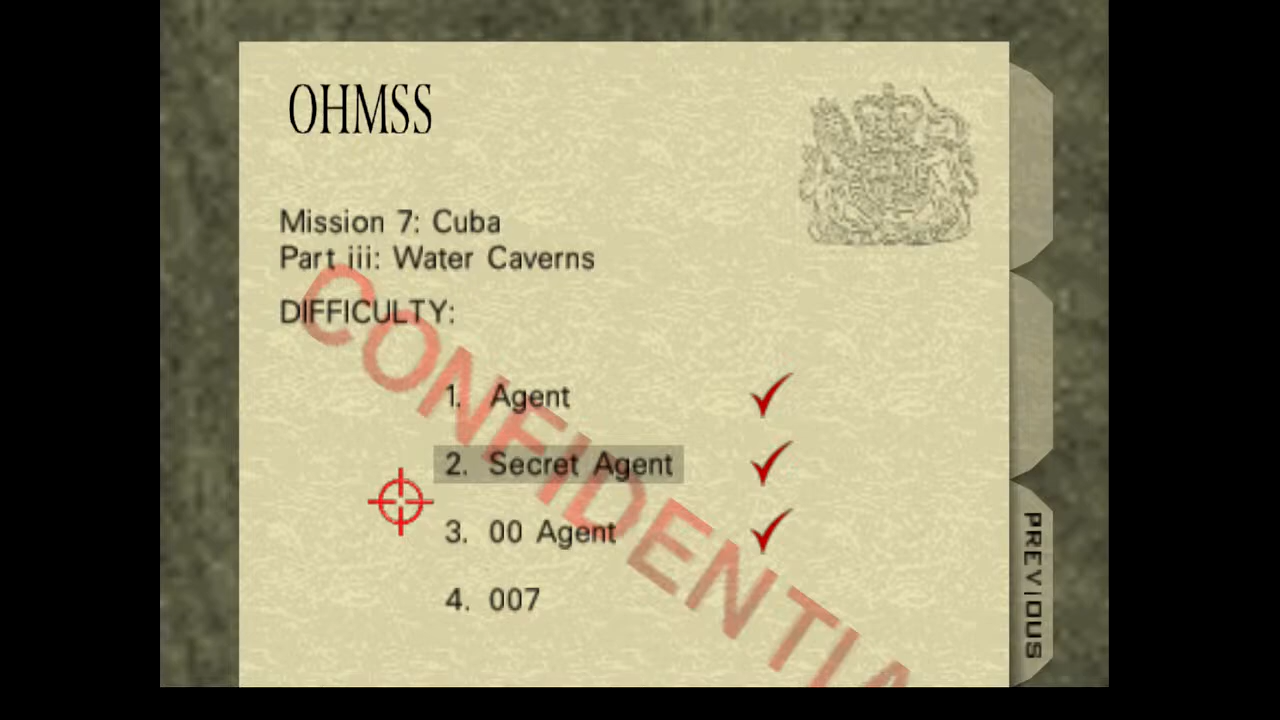 OHMSS
Mission 7: Cuba
Part iii: Water Caverns
DIFFICULTY:
1. Agent
2. Secret Agent
3. 00 Agent
4. 007
CONFIDENTIA
PREVIOUS